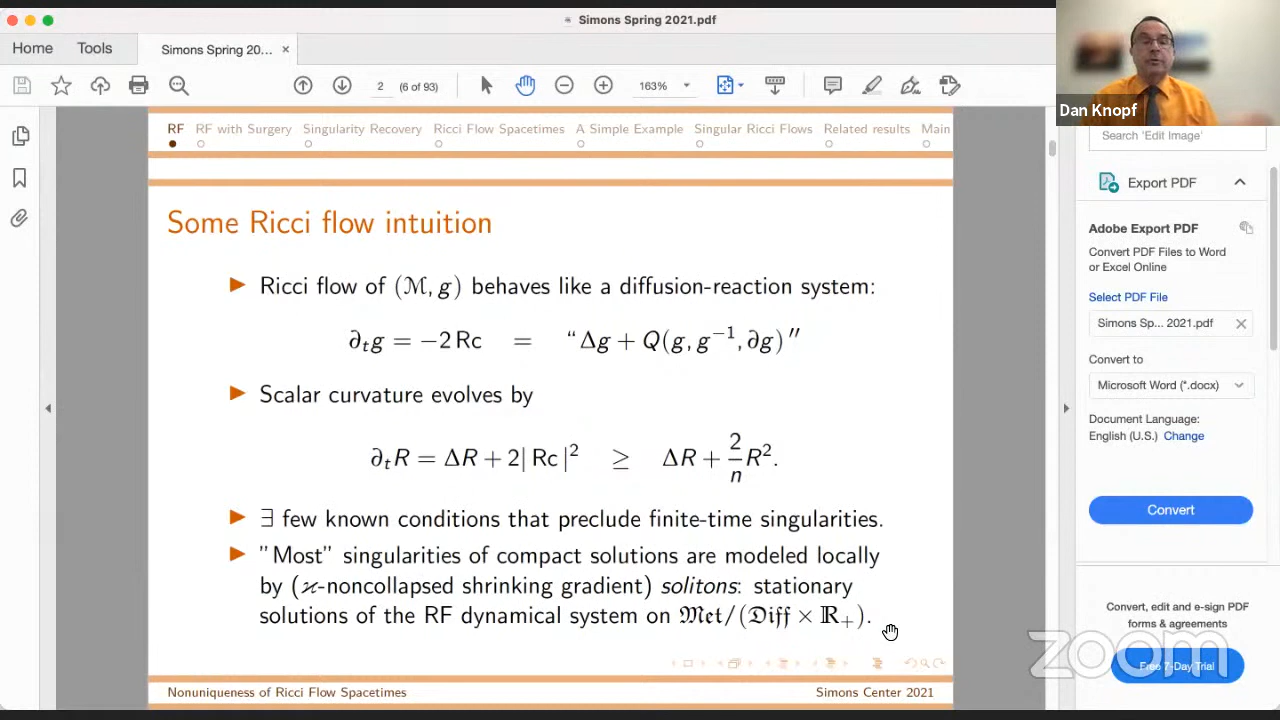 Simons Spring 2021.pdf
Home Tools Simons Spring 20... ×
2 (6 of 93) 163%
Dan Knopf
Search 'Edit Image'
RF RF with Surgery Singularity Recovery Ricci Flow Spacetimes A Simple Example Singular Ricci Flows Related results Main
Some Ricci flow intuition
▶ Ricci flow of (ℳ, g) behaves like a diffusion-reaction system:
∂ₜg = −2 Rc = “Δg + Q(g, g⁻¹, ∂g)”
▶ Scalar curvature evolves by
∂ₜR = ΔR + 2| Rc |² ≥ ΔR + 2/n R².
▶ ∃ few known conditions that preclude finite-time singularities.
▶ ”Most” singularities of compact solutions are modeled locally
by (ϰ-noncollapsed shrinking gradient) solitons: stationary
solutions of the RF dynamical system on 𝔐𝔢𝔱/(𝔇𝔦𝔣𝔣 × ℝ₊).
Nonuniqueness of Ricci Flow Spacetimes Simons Center 2021
Export PDF
Adobe Export PDF
Convert PDF Files to Word
or Excel Online
Select PDF File
Simons Sp... 2021.pdf ×
Convert to
Microsoft Word (*.docx)
Document Language:
English (U.S.) Change
Convert
Convert, edit and e-sign PDF
forms & agreements
Free 7-Day Trial
zoom